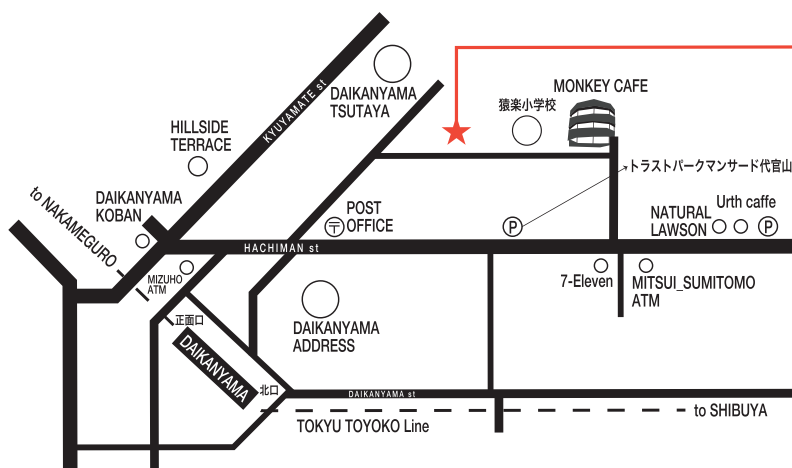 KYUYAMATE st
DAIKANYAMA
TSUTAYA
MONKEY CAFE
猿楽小学校
HILLSIDE
TERRACE
トラストパークマンサード代官山
to NAKAMEGURO
DAIKANYAMA
KOBAN
〒
POST
OFFICE
P
Urth caffe
NATURAL
LAWSON
P
HACHIMAN st
MIZUHO
ATM
7-Eleven
MITSUI_SUMITOMO
ATM
正面口
DAIKANYAMA
ADDRESS
DAIKANYAMA
北口
DAIKANYAMA st
TOKYU TOYOKO Line
to SHIBUYA